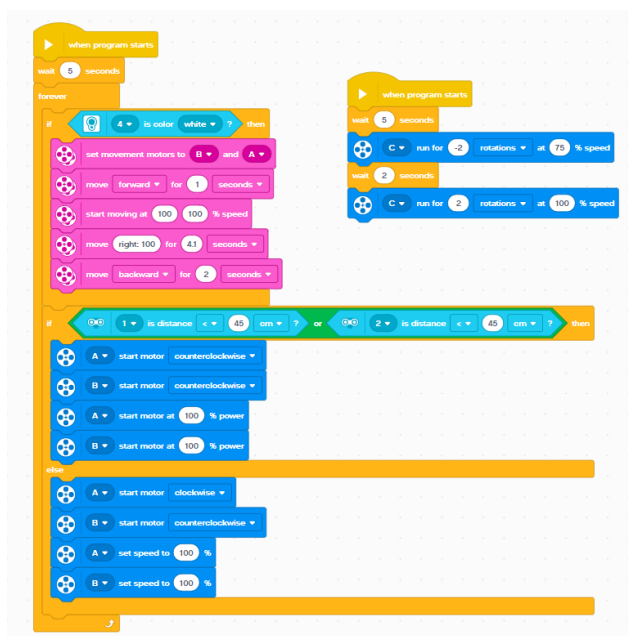 when program starts
wait 5 seconds
forever
if 4 is color white ? then
set movement motors to B and A
move forward for 1 seconds
start moving at 100 100 % speed
move right: 100 for 4.1 seconds
move backward for 2 seconds
if 1 is distance < 45 cm ? or 2 is distance < 45 cm ? then
A start motor counterclockwise
B start motor counterclockwise
A start motor at 100 % power
B start motor at 100 % power
else
A start motor clockwise
B start motor counterclockwise
A set speed to 100 %
B set speed to 100 %
when program starts
wait 5 seconds
C run for -2 rotations at 75 % speed
wait 2 seconds
C run for 2 rotations at 100 % speed